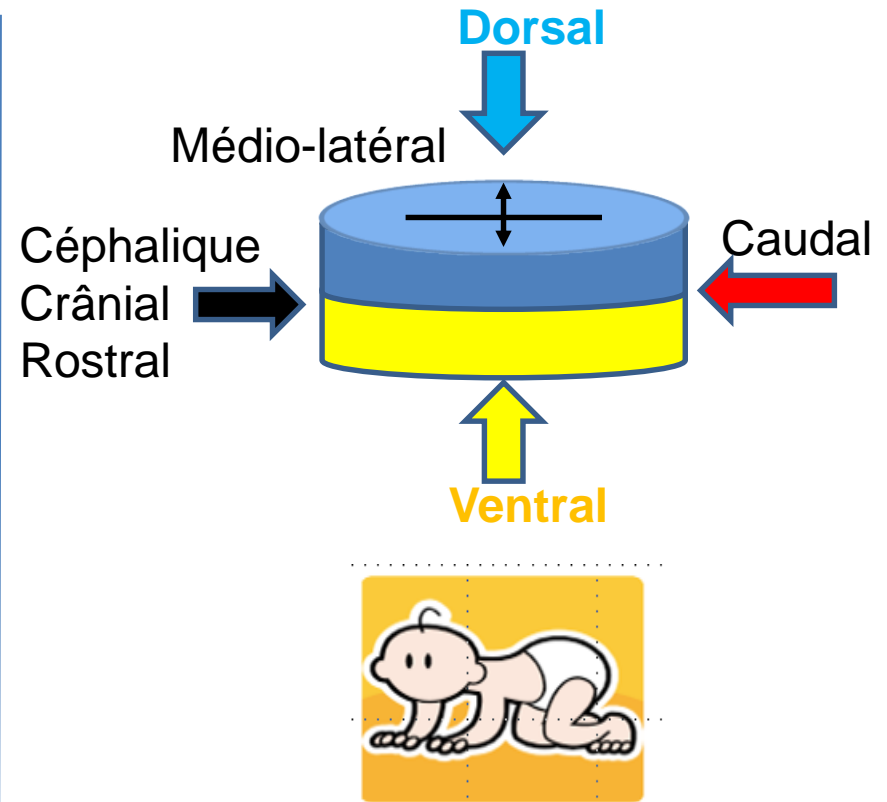 Dorsal
Médio-latéral
Céphalique
Crânial
Rostral
Caudal
Ventral